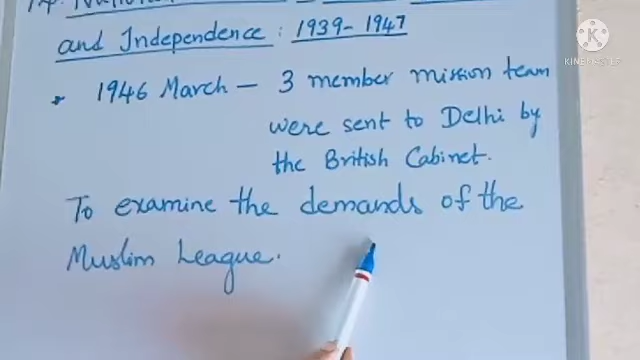 and Independence : 1939-1947
1946 March - 3 member mission team
were sent to Delhi by
the British Cabinet.
To examine the demands of the
Muslim League.
KINEMASTER